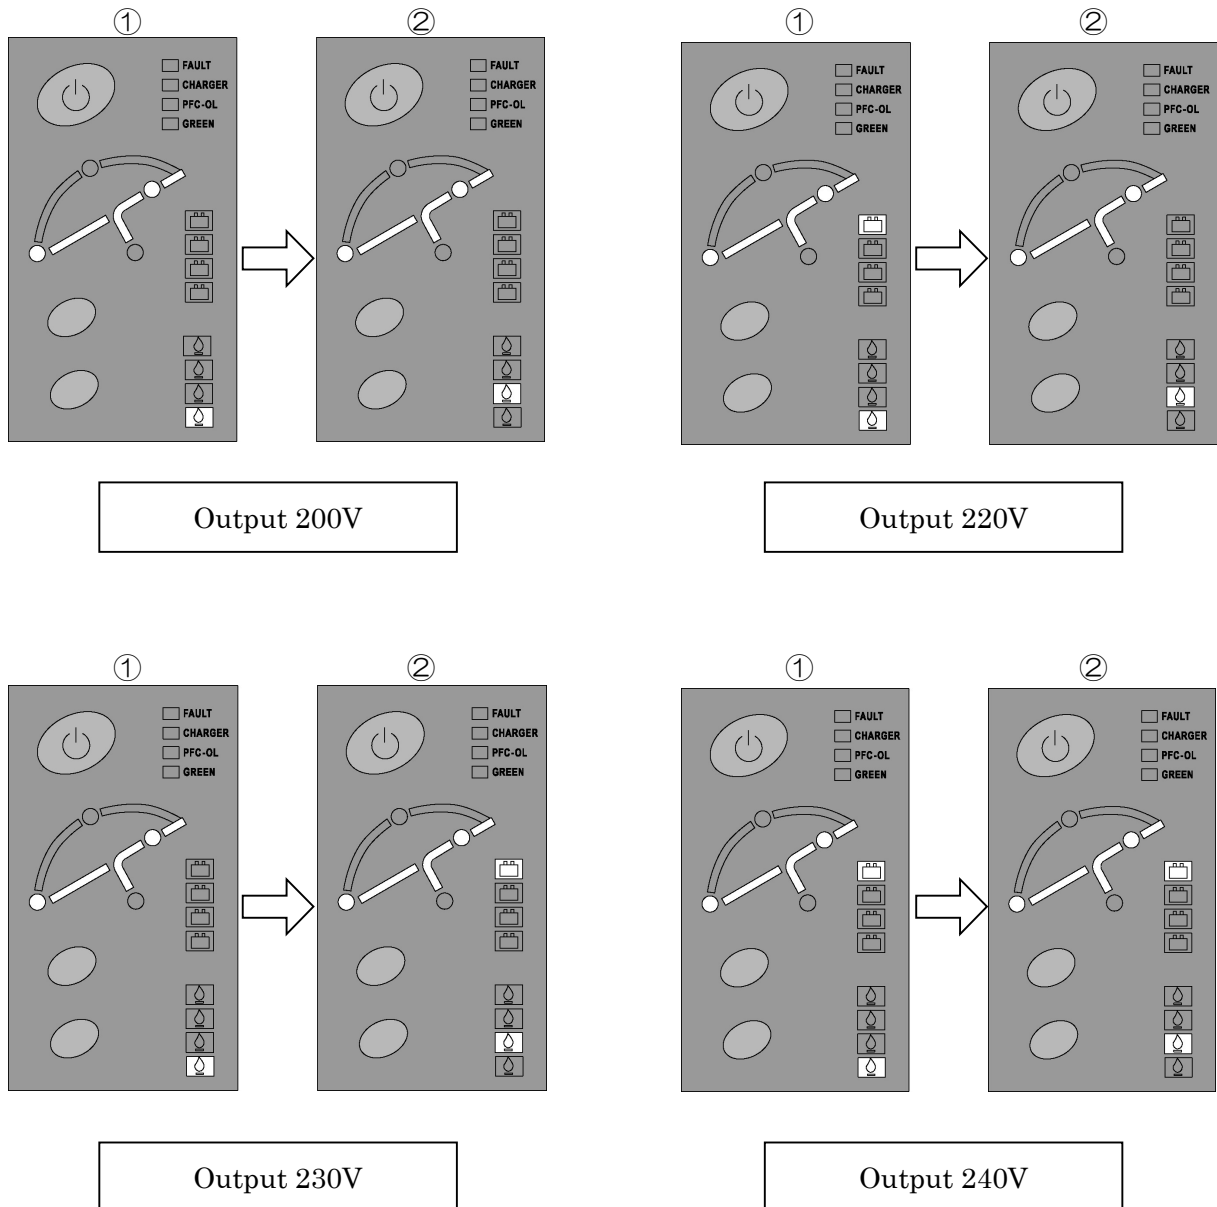 ① ②
FAULT
CHARGER
PFC-OL
GREEN
FAULT
CHARGER
PFC-OL
GREEN
Output 200V
① ②
FAULT
CHARGER
PFC-OL
GREEN
FAULT
CHARGER
PFC-OL
GREEN
Output 220V
① ②
FAULT
CHARGER
PFC-OL
GREEN
FAULT
CHARGER
PFC-OL
GREEN
Output 230V
① ②
FAULT
CHARGER
PFC-OL
GREEN
FAULT
CHARGER
PFC-OL
GREEN
Output 240V